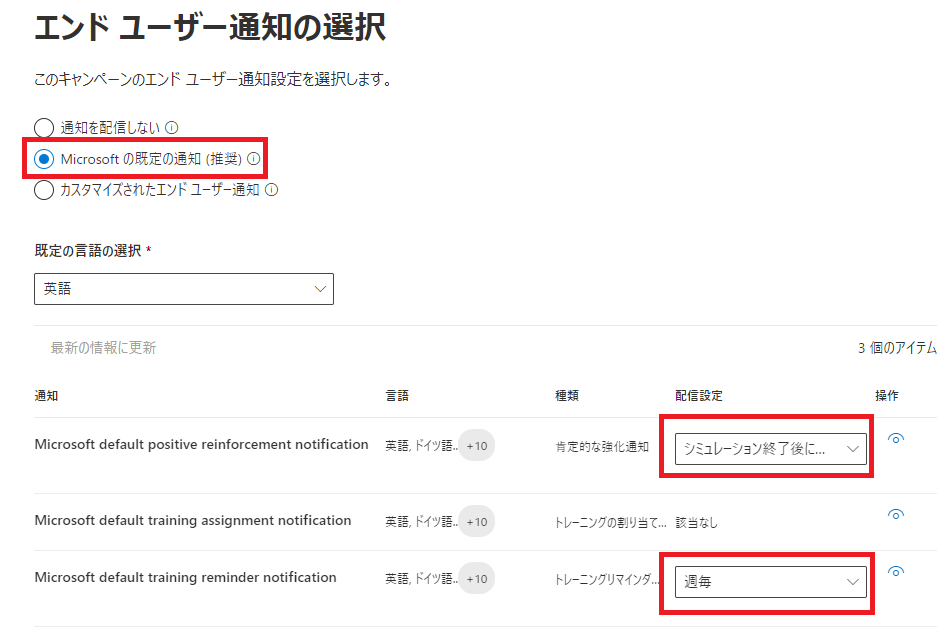 エンド ユーザー通知の選択
このキャンペーンのエンド ユーザー通知設定を選択します。
通知を配信しない
Microsoft の既定の通知 (推奨)
カスタマイズされたエンド ユーザー通知
既定の言語の選択 *
英語
最新の情報に更新 3 個のアイテム
通知 言語 種類 配信設定 操作
Microsoft default positive reinforcement notification 英語, ドイツ語... +10 肯定的な強化通知 シミュレーション終了後に...
Microsoft default training assignment notification 英語, ドイツ語... +10 トレーニングの割り当て... 該当なし
Microsoft default training reminder notification 英語, ドイツ語... +10 トレーニングリマインダ... 週毎